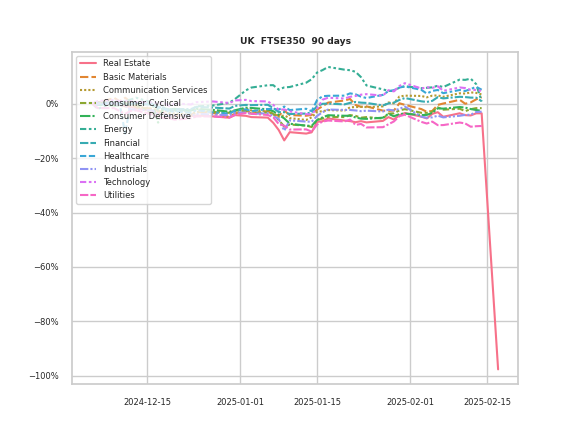 UK  FTSE350  90 days
Real Estate
Basic Materials
Communication Services
Consumer Cyclical
Consumer Defensive
Energy
Financial
Healthcare
Industrials
Technology
Utilities
0%
−20%
−40%
−60%
−80%
−100%
2024-12-15
2025-01-01
2025-01-15
2025-02-01
2025-02-15